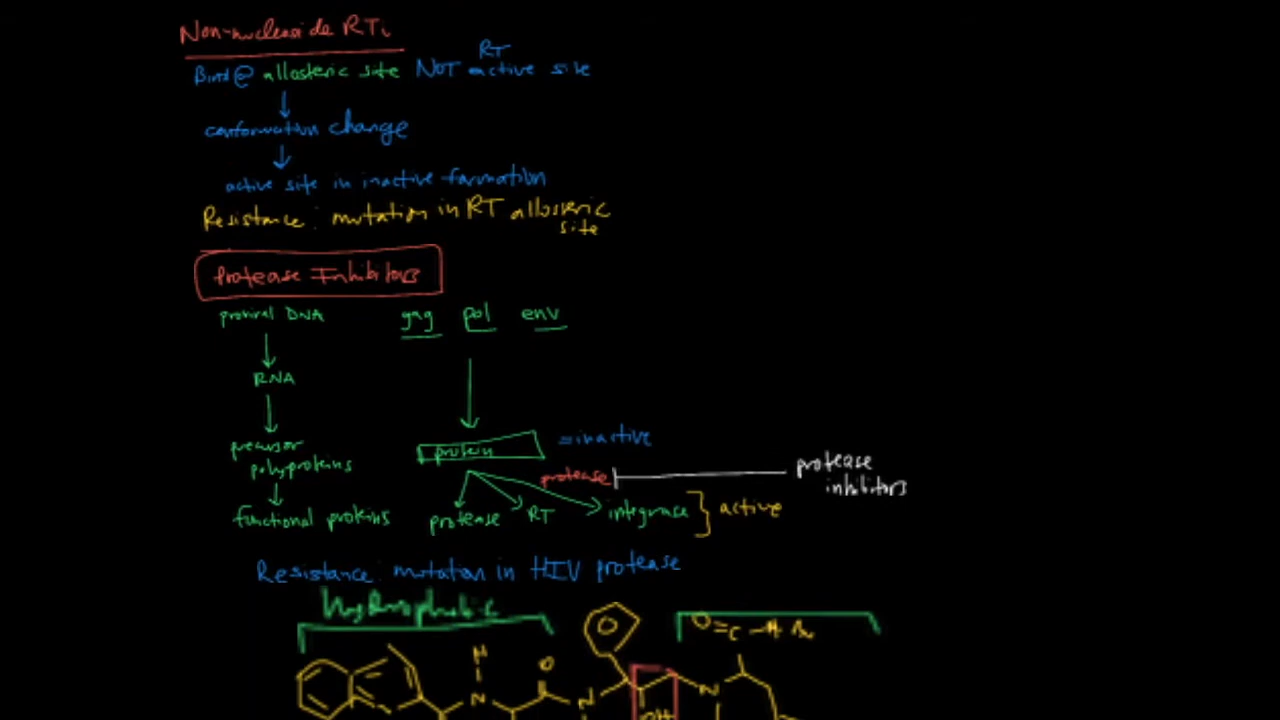 Non-nucleoside RTi
RT
Bind @ allosteric site NOT active site
conformation change
active site in inactive formation
Resistance: mutation in RT allosteric
site
Protease Inhibitors
proviral DNA gag pol env
RNA
precursor protein =inactive
polyproteins
protease protease
inhibitors
functional proteins protease RT integrase } active
Resistance: mutation in HIV protease
hydrophobic
O=C-N
H
O
N
N
N
OH